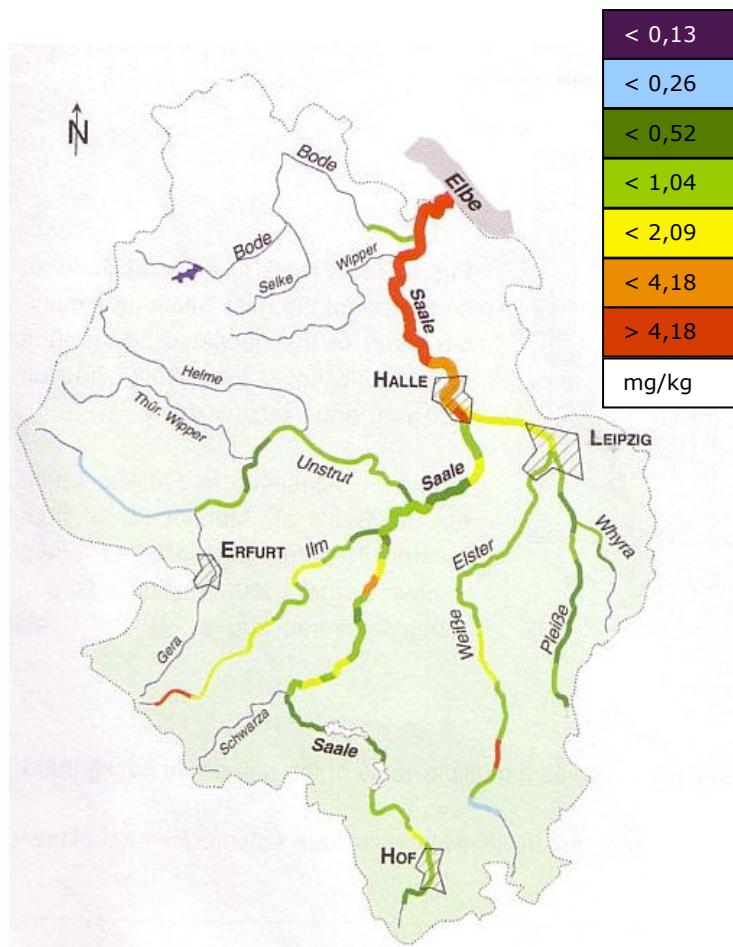 < 0,13
< 0,26
< 0,52
< 1,04
< 2,09
< 4,18
> 4,18
mg/kg
N
Bode
Elbe
Bode
Wipper
Selke
Saale
Helme
HALLE
Thür. Wipper
LEIPZIG
Unstrut
Saale
Whyra
ERFURT
Ilm
Elster
Gera
Weiße
Pleiße
Schwarza
Saale
HOF